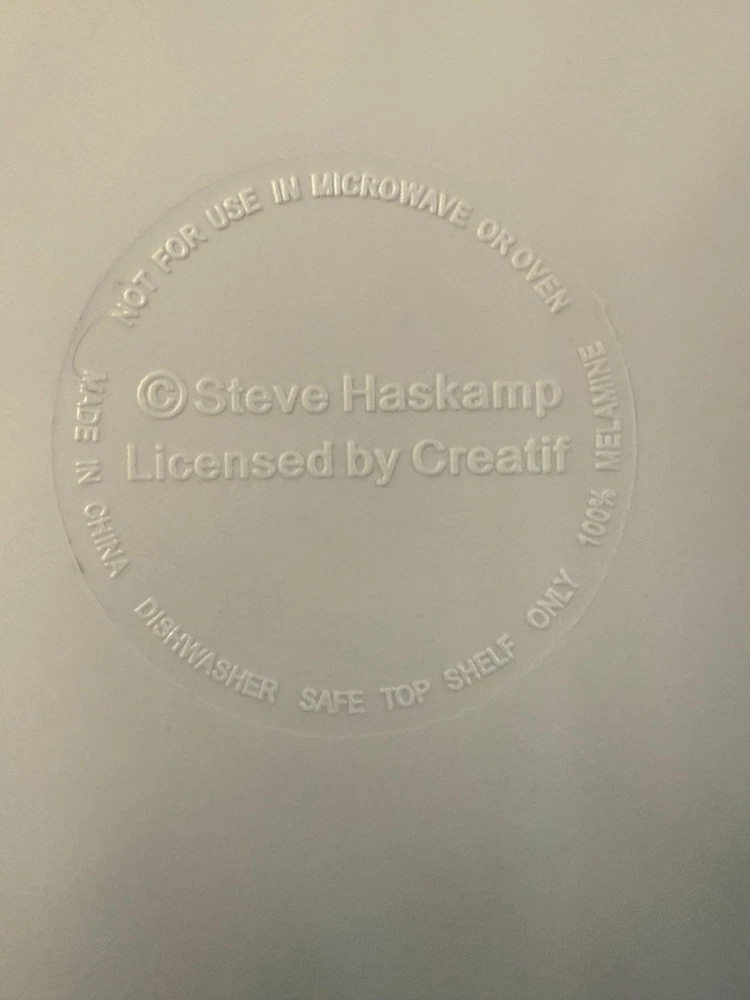 NOT FOR USE IN MICROWAVE OR OVEN
©Steve Haskamp
Licensed by Creatif
100% MELAMINE
DISHWASHER SAFE TOP SHELF ONLY
MADE IN CHINA